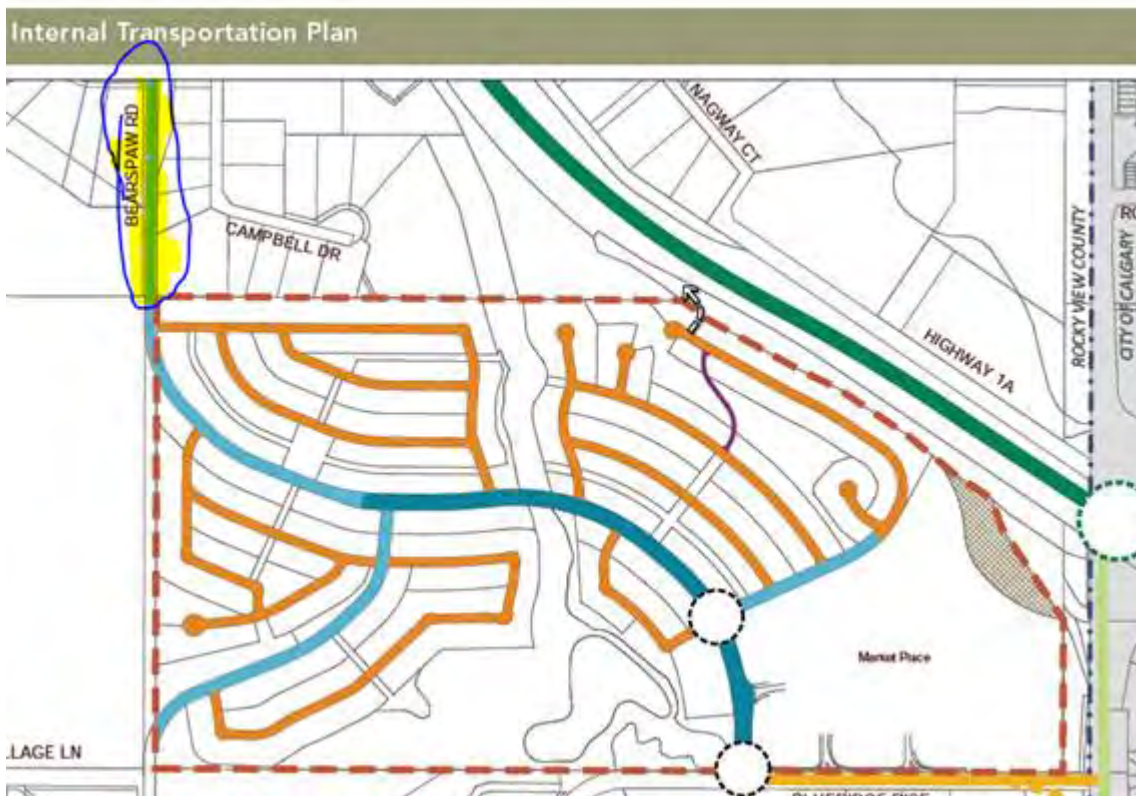 Internal Transportation Plan
BEARSPAW RD
NAGWAY CT
CAMPBELL DR
ROCKY VIEW COUNTY
CITY OF CALGARY
HIGHWAY 1A
Market Place
LLAGE LN